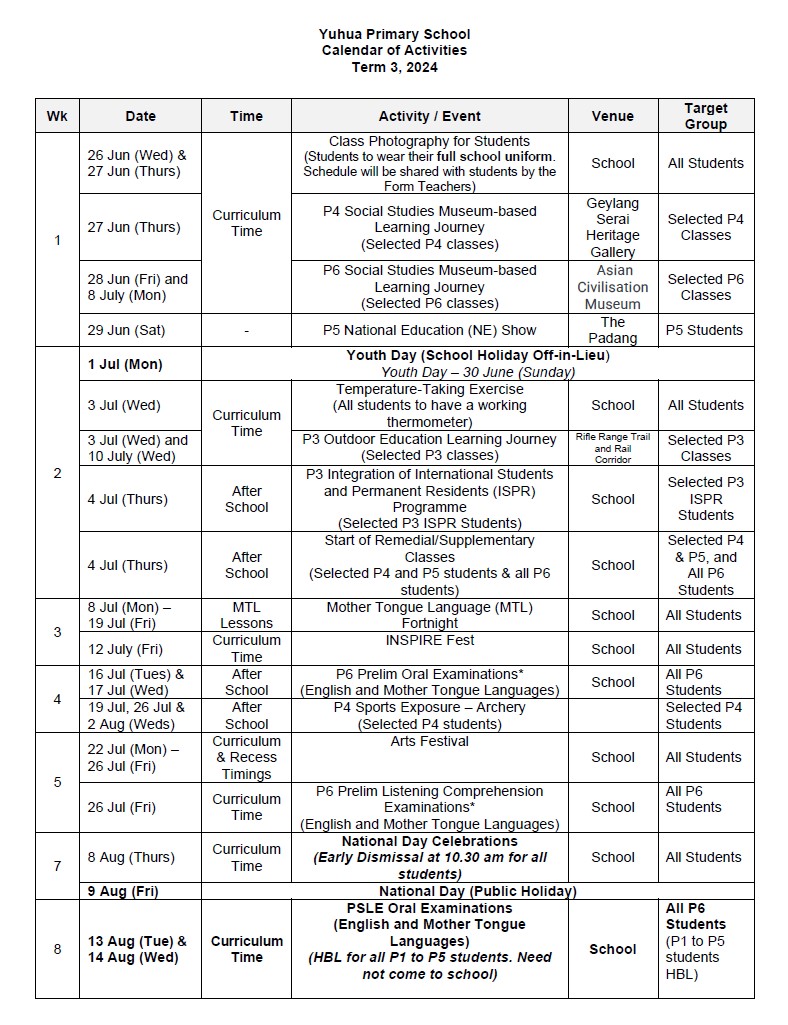 Yuhua Primary School
Calendar of Activities
Term 3, 2024
Wk
Date
Time
Activity / Event
Venue
Target
Group
1
26 Jun (Wed) &
27 Jun (Thurs)
Curriculum
Time
Class Photography for Students
(Students to wear their full school uniform.
Schedule will be shared with students by the
Form Teachers)
School
All Students
27 Jun (Thurs)
P4 Social Studies Museum-based
Learning Journey
(Selected P4 classes)
Geylang
Serai
Heritage
Gallery
Selected P4
Classes
28 Jun (Fri) and
8 July (Mon)
P6 Social Studies Museum-based
Learning Journey
(Selected P6 classes)
Asian
Civilisation
Museum
Selected P6
Classes
29 Jun (Sat)
-
P5 National Education (NE) Show
The
Padang
P5 Students
2
1 Jul (Mon)
Youth Day (School Holiday Off-in-Lieu)
Youth Day – 30 June (Sunday)
3 Jul (Wed)
Curriculum
Time
Temperature-Taking Exercise
(All students to have a working
thermometer)
School
All Students
3 Jul (Wed) and
10 July (Wed)
P3 Outdoor Education Learning Journey
(Selected P3 classes)
Rifle Range Trail
and Rail
Corridor
Selected P3
Classes
4 Jul (Thurs)
After
School
P3 Integration of International Students
and Permanent Residents (ISPR)
Programme
(Selected P3 ISPR Students)
School
Selected P3
ISPR
Students
4 Jul (Thurs)
After
School
Start of Remedial/Supplementary
Classes
(Selected P4 and P5 students & all P6
students)
School
Selected P4
& P5, and
All P6
Students
3
8 Jul (Mon) –
19 Jul (Fri)
MTL
Lessons
Mother Tongue Language (MTL)
Fortnight
School
All Students
12 July (Fri)
Curriculum
Time
INSPIRE Fest
School
All Students
4
16 Jul (Tues) &
17 Jul (Wed)
After
School
P6 Prelim Oral Examinations*
(English and Mother Tongue Languages)
School
All P6
Students
19 Jul, 26 Jul &
2 Aug (Weds)
After
School
P4 Sports Exposure – Archery
(Selected P4 students)
Selected P4
Students
5
22 Jul (Mon) –
26 Jul (Fri)
Curriculum
& Recess
Timings
Arts Festival
School
All Students
26 Jul (Fri)
Curriculum
Time
P6 Prelim Listening Comprehension
Examinations*
(English and Mother Tongue Languages)
School
All P6
Students
7
8 Aug (Thurs)
Curriculum
Time
National Day Celebrations
(Early Dismissal at 10.30 am for all
students)
School
All Students
9 Aug (Fri)
National Day (Public Holiday)
8
13 Aug (Tue) &
14 Aug (Wed)
Curriculum
Time
PSLE Oral Examinations
(English and Mother Tongue
Languages)
(HBL for all P1 to P5 students. Need
not come to school)
School
All P6
Students
(P1 to P5
students
HBL)